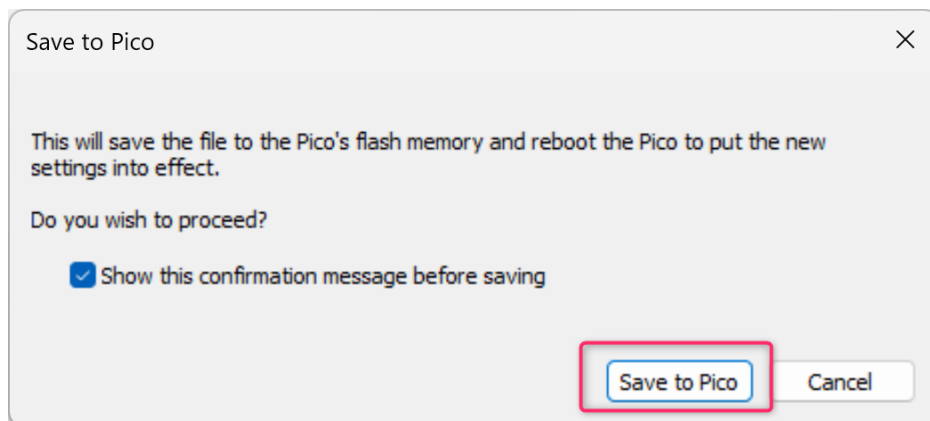 Save to Pico
This will save the file to the Pico's flash memory and reboot the Pico to put the new
settings into effect.
Do you wish to proceed?
Show this confirmation message before saving
Save to Pico
Cancel